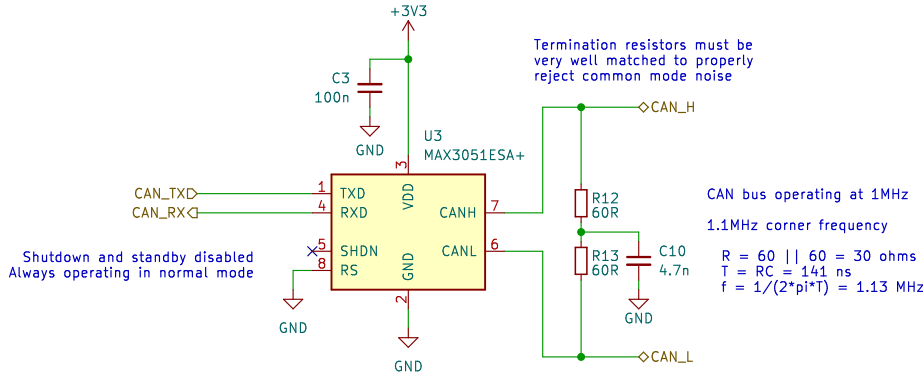 +3V3
C3
100n
GND
Termination resistors must be
very well matched to properly
reject common mode noise
CAN_H
U3
MAX3051ESA+
3
VDD
CAN_TX
1
TXD
CAN_RX
4
RXD
CANH
7
5
SHDN
CANL
6
8
RS
GND
2
GND
GND
Shutdown and standby disabled
Always operating in normal mode
R12
60R
R13
60R
C10
4.7n
GND
CAN_L
CAN bus operating at 1MHz
1.1MHz corner frequency
R = 60 || 60 = 30 ohms
T = RC = 141 ns
f = 1/(2*pi*T) = 1.13 MHz